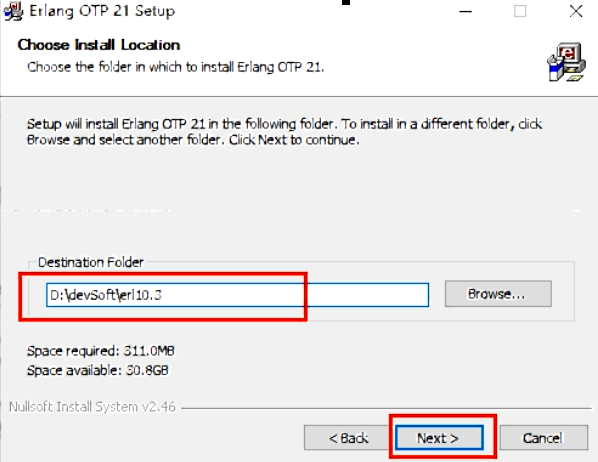 Erlang OTP 21 Setup
Choose Install Location
Choose the folder in which to install Erlang OTP 21.
Setup will install Erlang OTP 21 in the following folder. To install in a different folder, click
Browse and select another folder. Click Next to continue.
Destination Folder
D:\devSoft\erl10.3
Browse...
Space required: 311.0MB
Space available: 30.8GB
Nullsoft Install System v2.46
< Back
Next >
Cancel